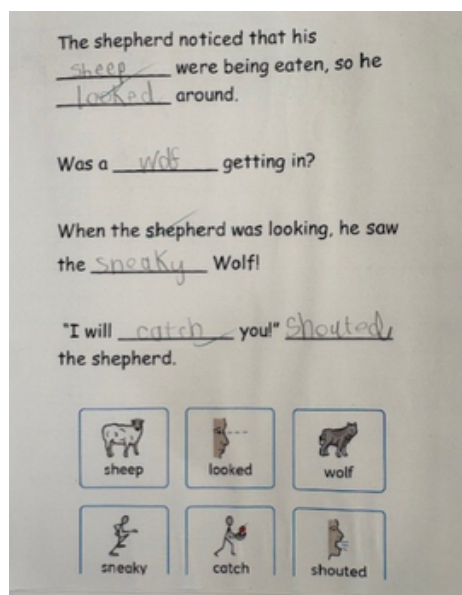 The shepherd noticed that his
sheep were being eaten, so he
looked around.
Was a wolf getting in?
When the shepherd was looking, he saw
the sneaky Wolf!
"I will catch you!" Shouted
the shepherd.
sheep looked wolf
sneaky catch shouted